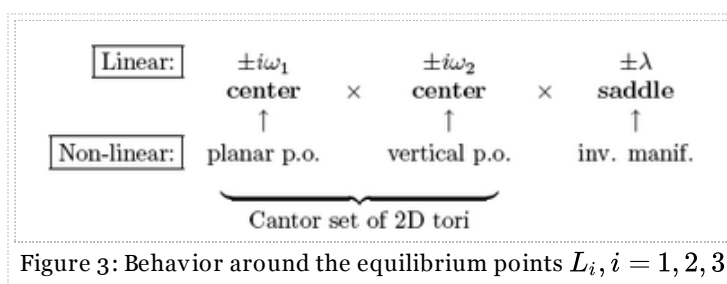 Linear: ±iω₁ ±iω₂ ±λ
center × center × saddle
↑ ↑ ↑
Non-linear: planar p.o. vertical p.o. inv. manif.
Cantor set of 2D tori
Figure 3: Behavior around the equilibrium points Lᵢ, i = 1, 2, 3